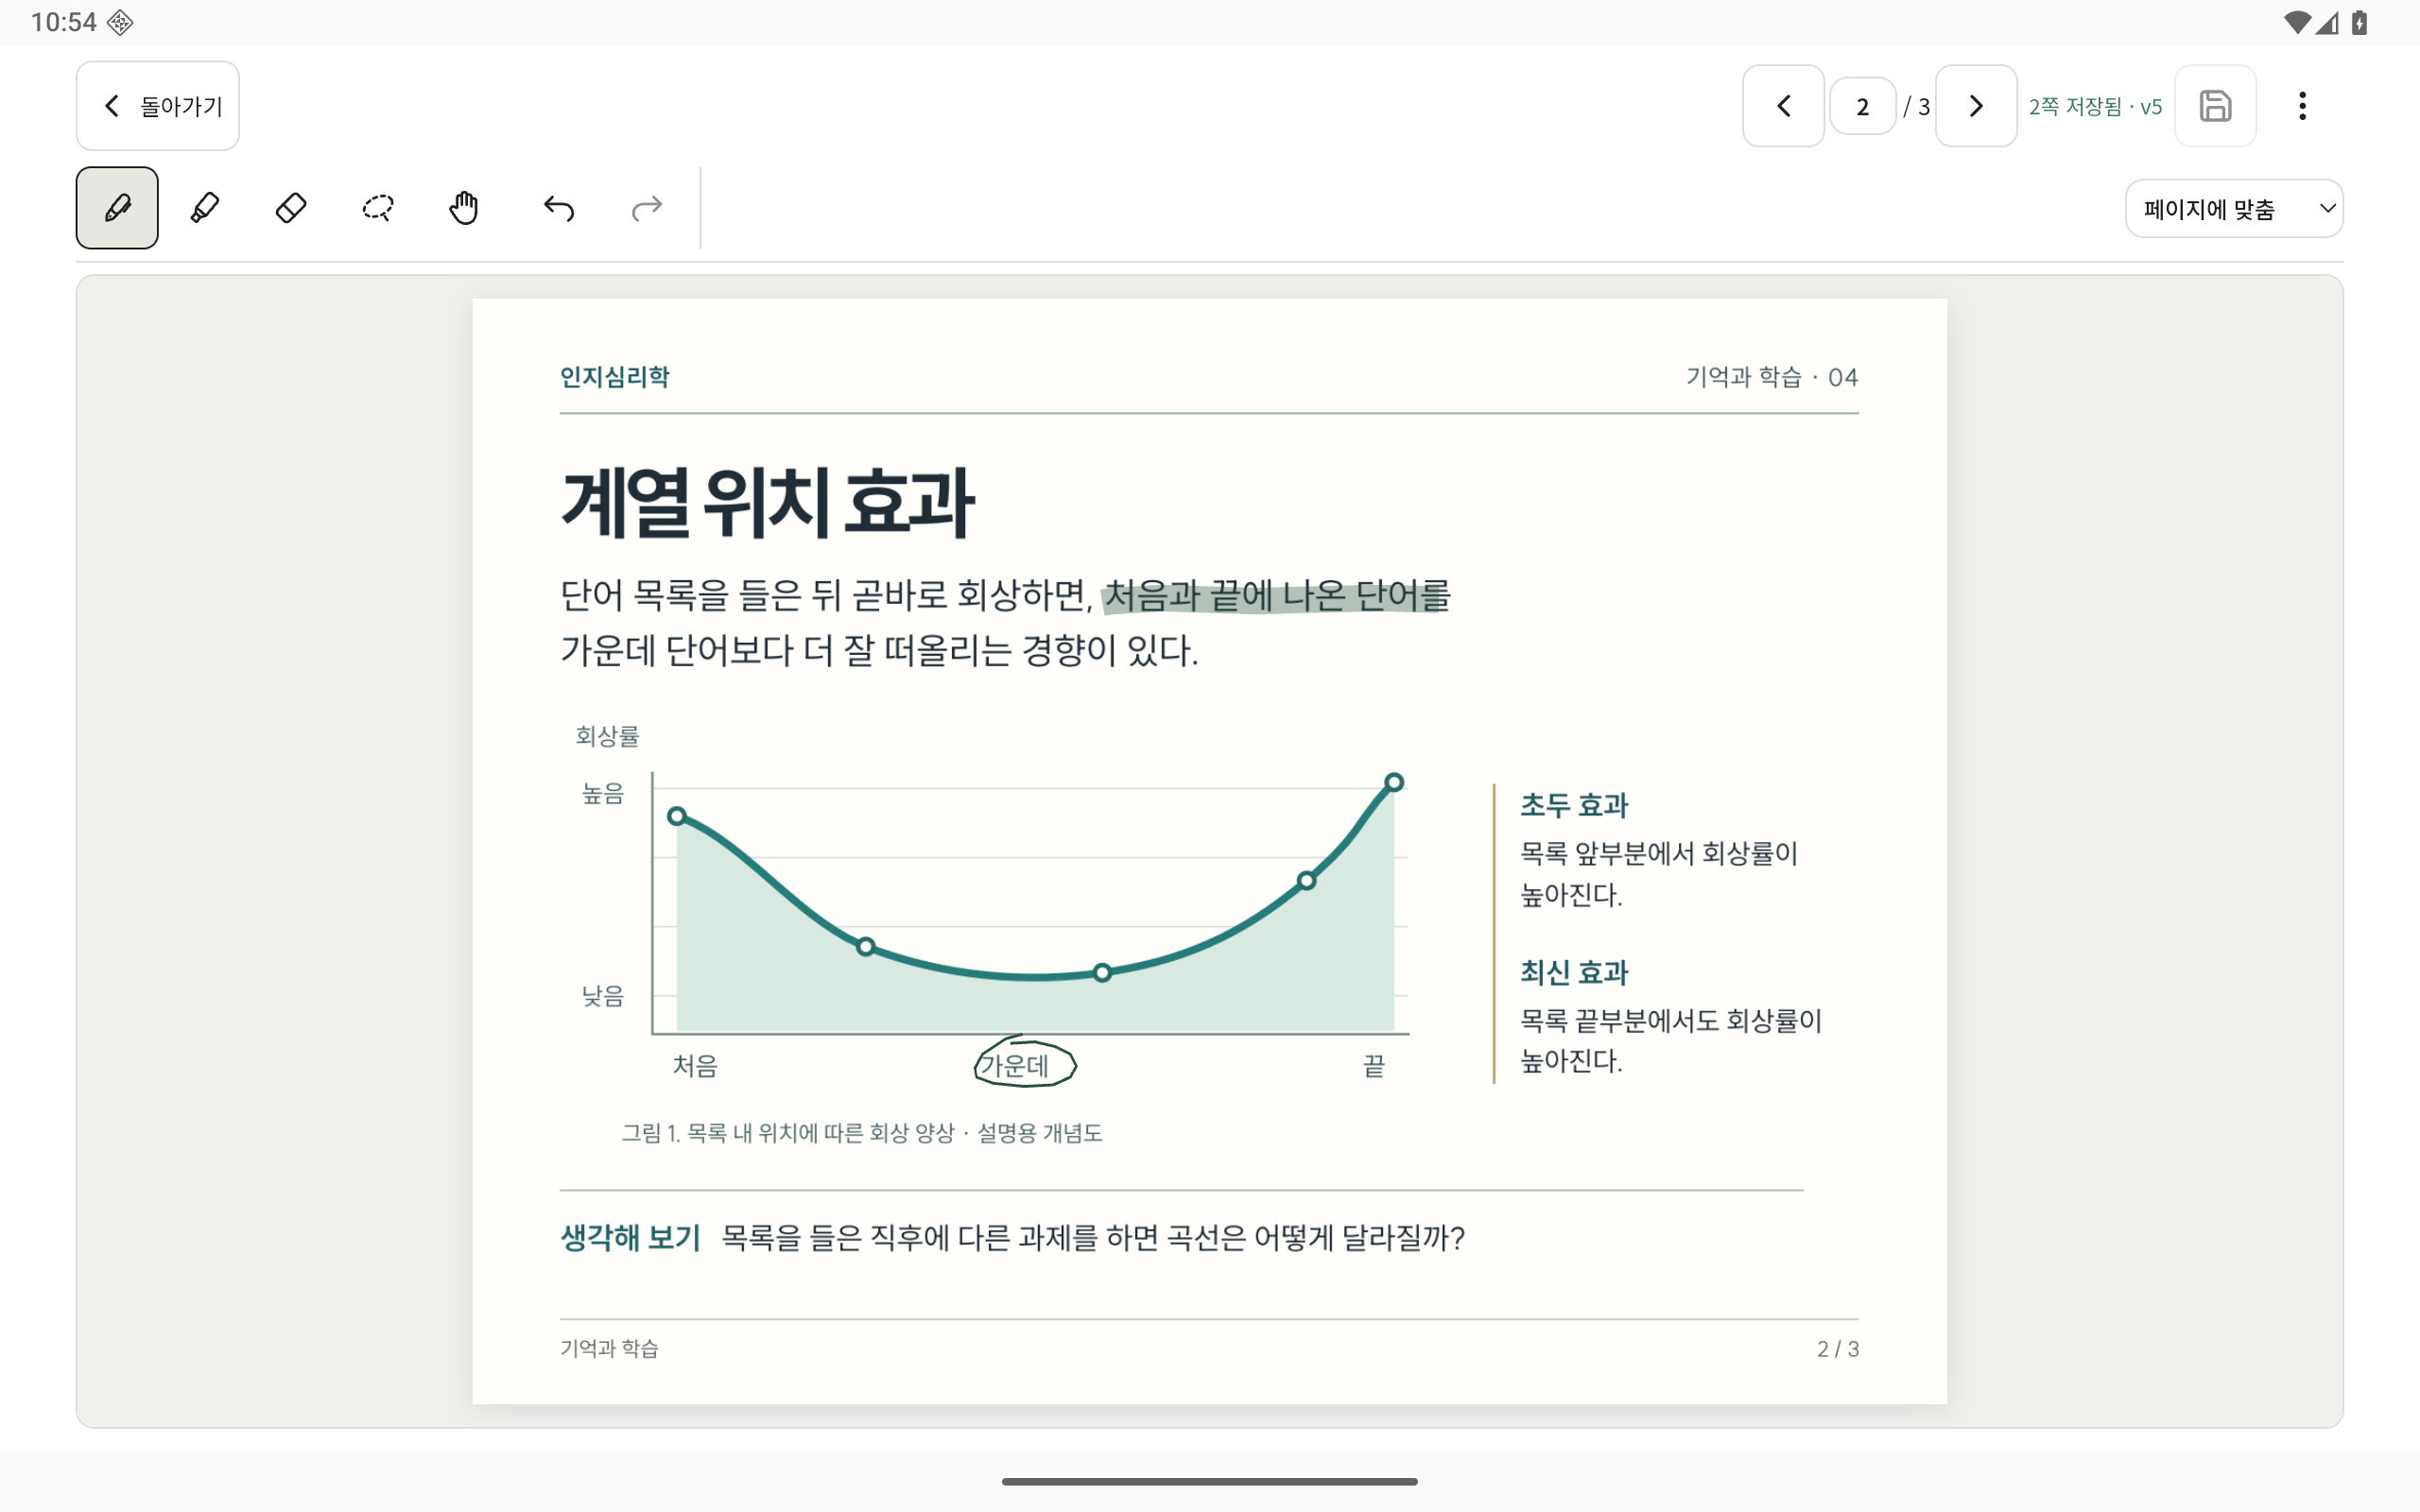 10:54
돌아가기
2 / 3
2쪽 저장됨 · v5
페이지에 맞춤
인지심리학
기억과 학습 · 04
계열 위치 효과
단어 목록을 들은 뒤 곧바로 회상하면, 처음과 끝에 나온 단어를
가운데 단어보다 더 잘 떠올리는 경향이 있다.
회상률
높음
낮음
처음
가운데
끝
그림 1. 목록 내 위치에 따른 회상 양상 · 설명용 개념도
초두 효과
목록 앞부분에서 회상률이
높아진다.
최신 효과
목록 끝부분에서도 회상률이
높아진다.
생각해 보기 목록을 들은 직후에 다른 과제를 하면 곡선은 어떻게 달라질까?
기억과 학습
2 / 3